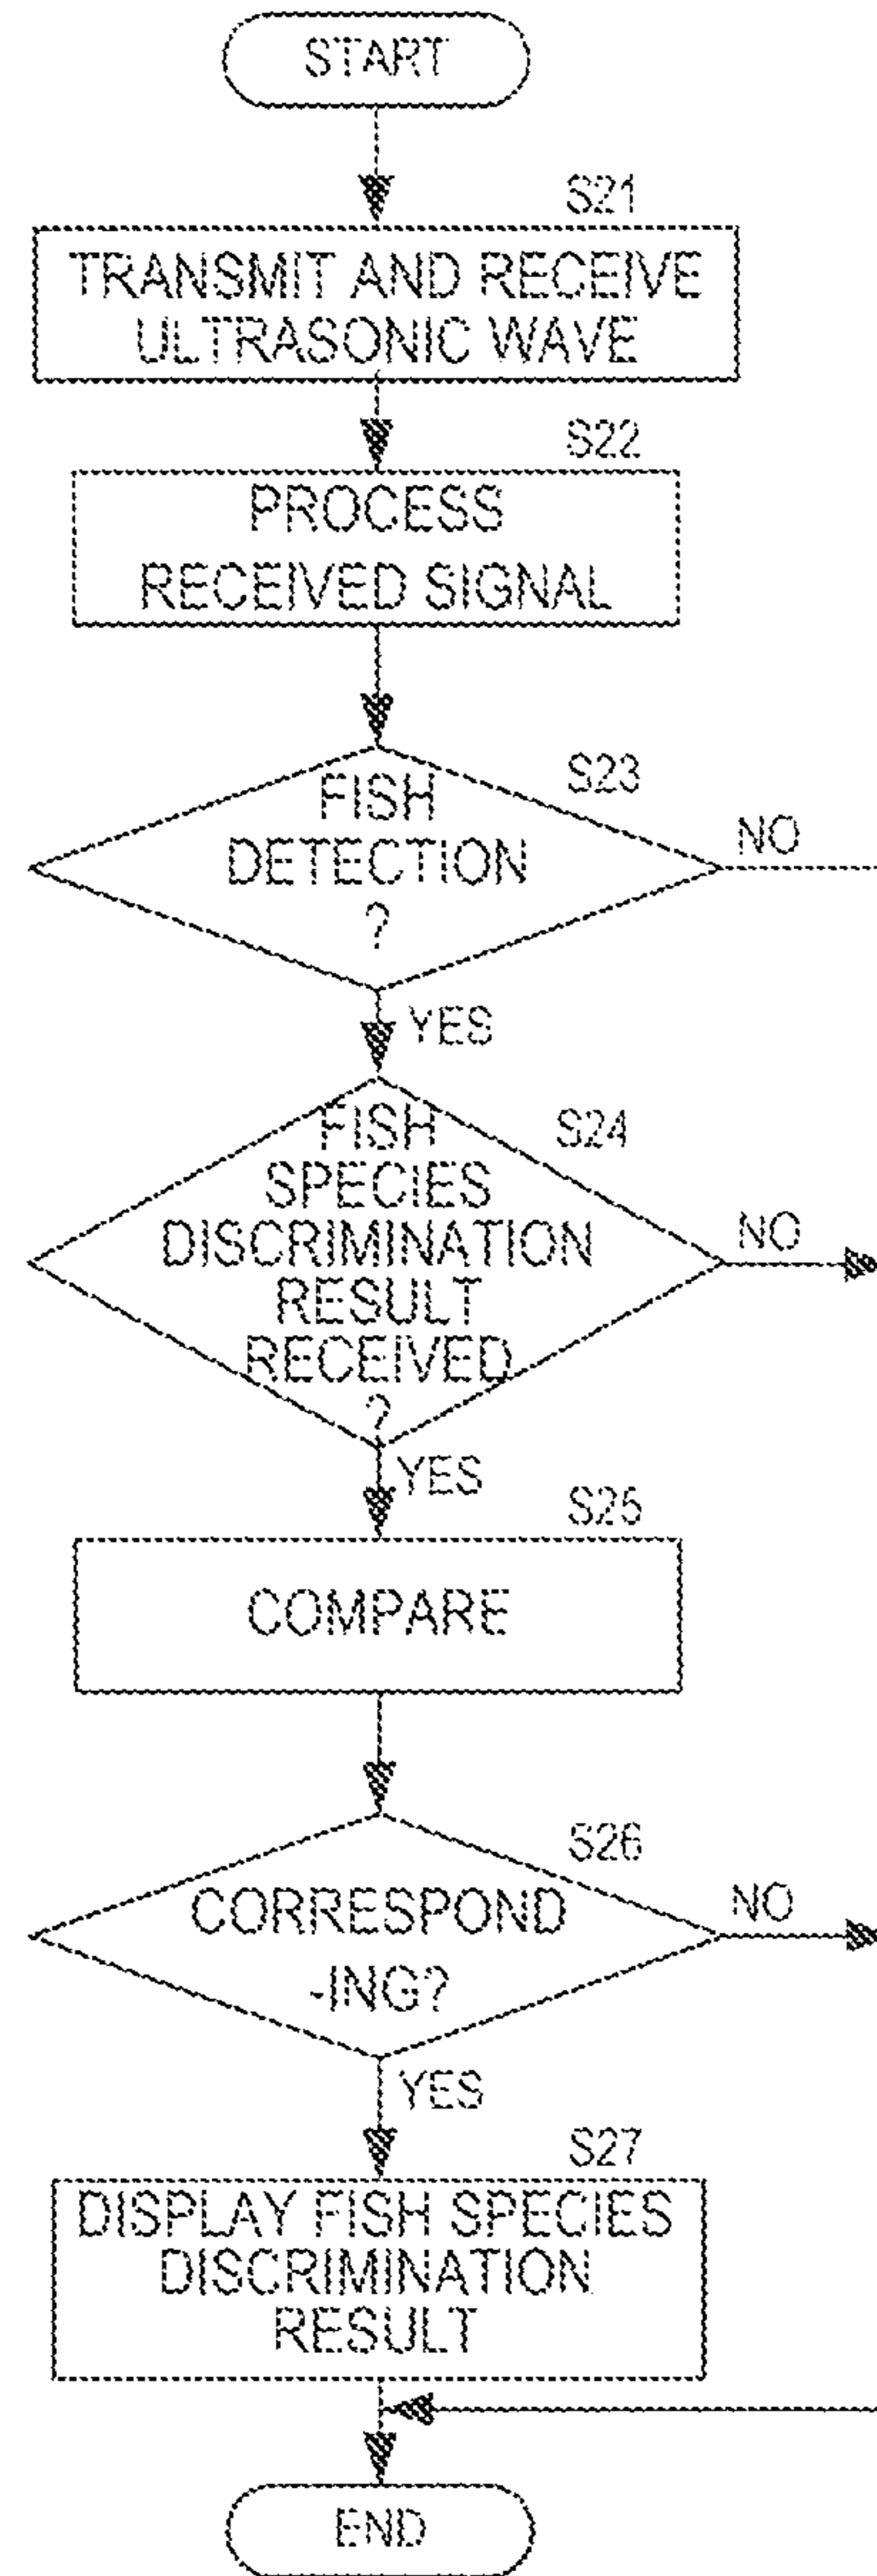 START
S21
TRANSMIT AND RECEIVE
ULTRASONIC WAVE
S22
PROCESS
RECEIVED SIGNAL
S23
FISH
DETECTION
?
NO
YES
S24
FISH
SPECIES
DISCRIMINATION
RESULT
RECEIVED
?
NO
YES
S25
COMPARE
S26
CORRESPOND
-ING?
NO
YES
S27
DISPLAY FISH SPECIES
DISCRIMINATION
RESULT
END